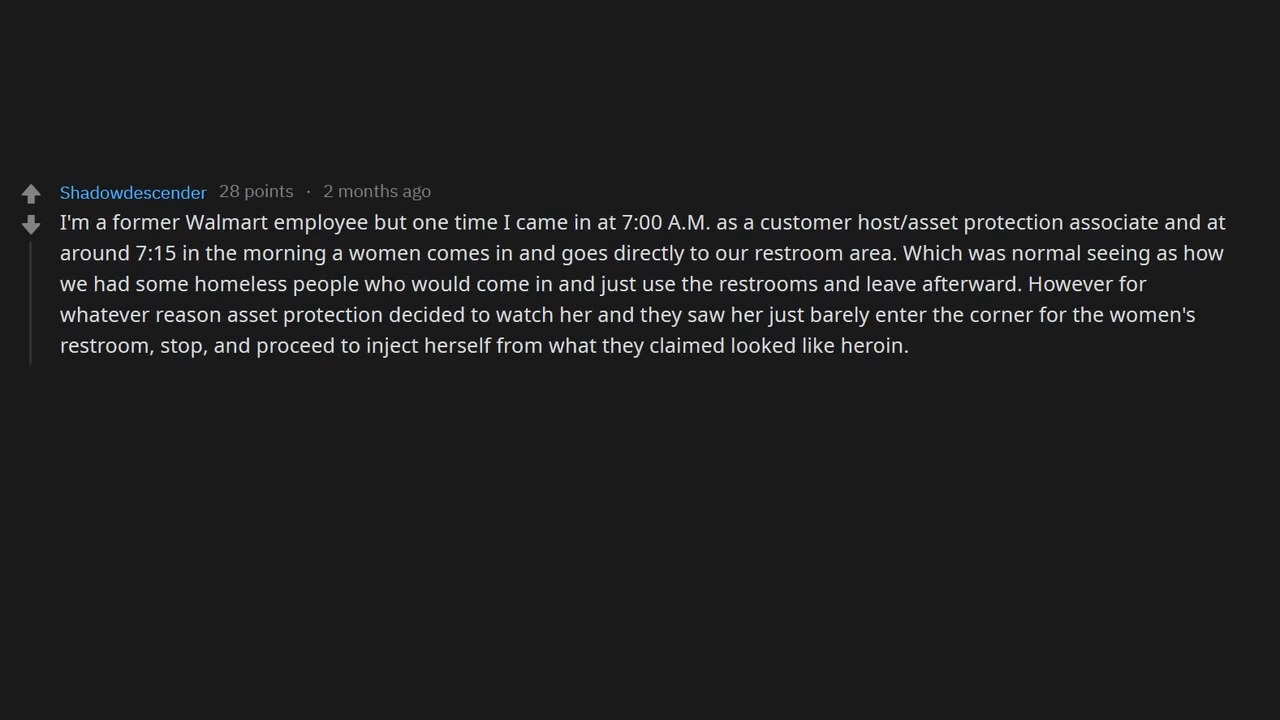 Shadowdescender 28 points · 2 months ago
I'm a former Walmart employee but one time I came in at 7:00 A.M. as a customer host/asset protection associate and at
around 7:15 in the morning a women comes in and goes directly to our restroom area. Which was normal seeing as how
we had some homeless people who would come in and just use the restrooms and leave afterward. However for
whatever reason asset protection decided to watch her and they saw her just barely enter the corner for the women's
restroom, stop, and proceed to inject herself from what they claimed looked like heroin.